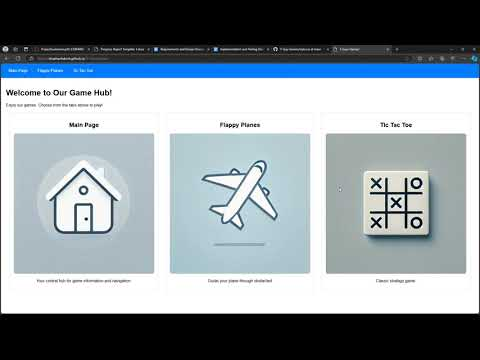 Main Page Flappy Planes Tic Tac Toe
Welcome to Our Game Hub!
Enjoy our games. Choose from the tabs above to play!
Main Page Flappy Planes Tic Tac Toe
X O
X
X O
Your central hub for game information and navigation Guide your plane through obstacles! Classic strategy game